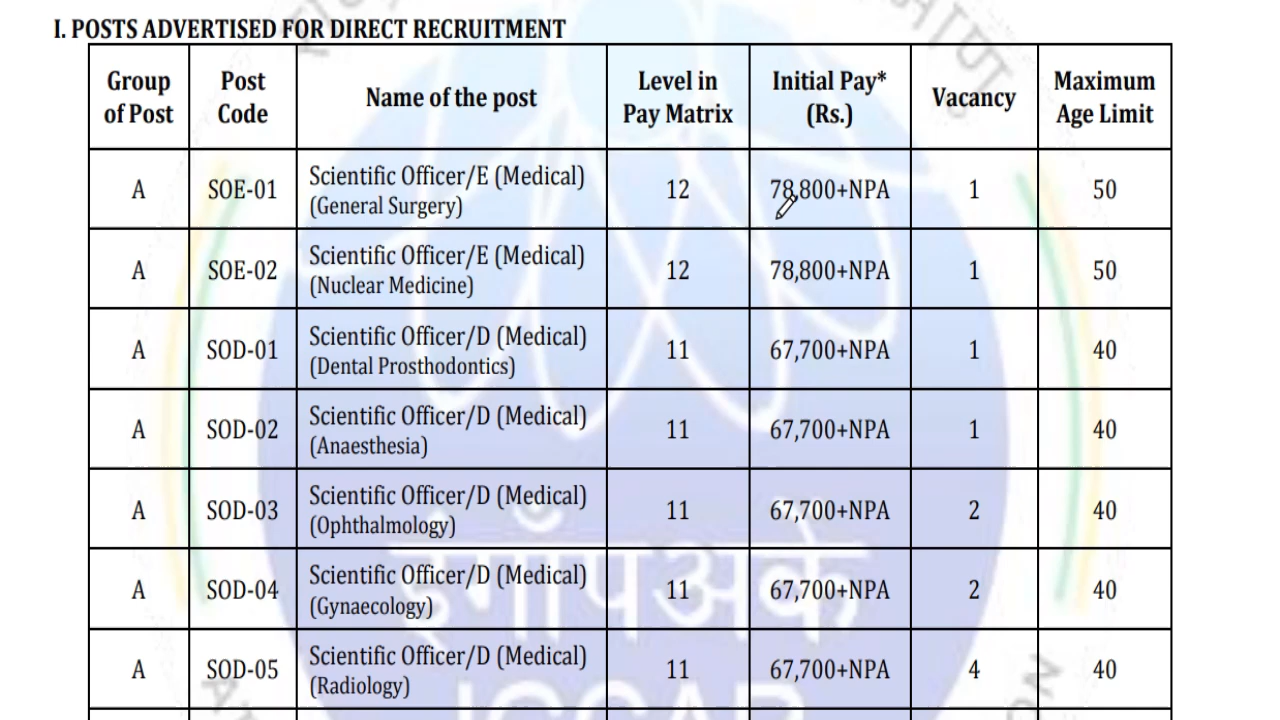 I. POSTS ADVERTISED FOR DIRECT RECRUITMENT
Group of Post Post Code Name of the post Level in Pay Matrix Initial Pay* (Rs.) Vacancy Maximum Age Limit
A SOE-01 Scientific Officer/E (Medical) (General Surgery) 12 78,800+NPA 1 50
A SOE-02 Scientific Officer/E (Medical) (Nuclear Medicine) 12 78,800+NPA 1 50
A SOD-01 Scientific Officer/D (Medical) (Dental Prosthodontics) 11 67,700+NPA 1 40
A SOD-02 Scientific Officer/D (Medical) (Anaesthesia) 11 67,700+NPA 1 40
A SOD-03 Scientific Officer/D (Medical) (Ophthalmology) 11 67,700+NPA 2 40
A SOD-04 Scientific Officer/D (Medical) (Gynaecology) 11 67,700+NPA 2 40
A SOD-05 Scientific Officer/D (Medical) (Radiology) 11 67,700+NPA 4 40
इगाँपअके